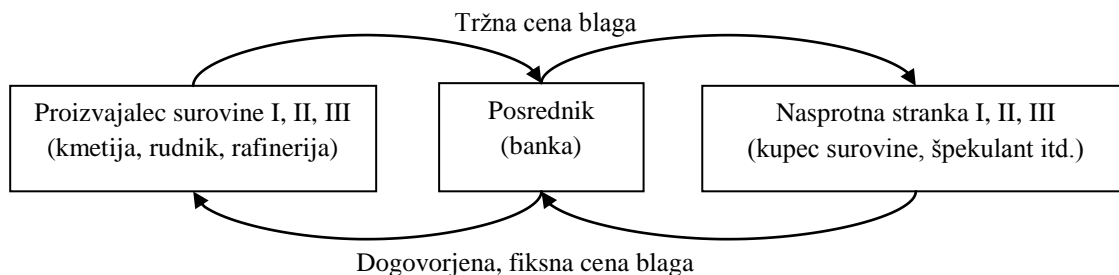 Tržna cena blaga
Proizvajalec surovine I, II, III
(kmetija, rudnik, rafinerija)
Posrednik
(banka)
Nasprotna stranka I, II, III
(kupec surovine, špekulant itd.)
Dogovorjena, fiksna cena blaga